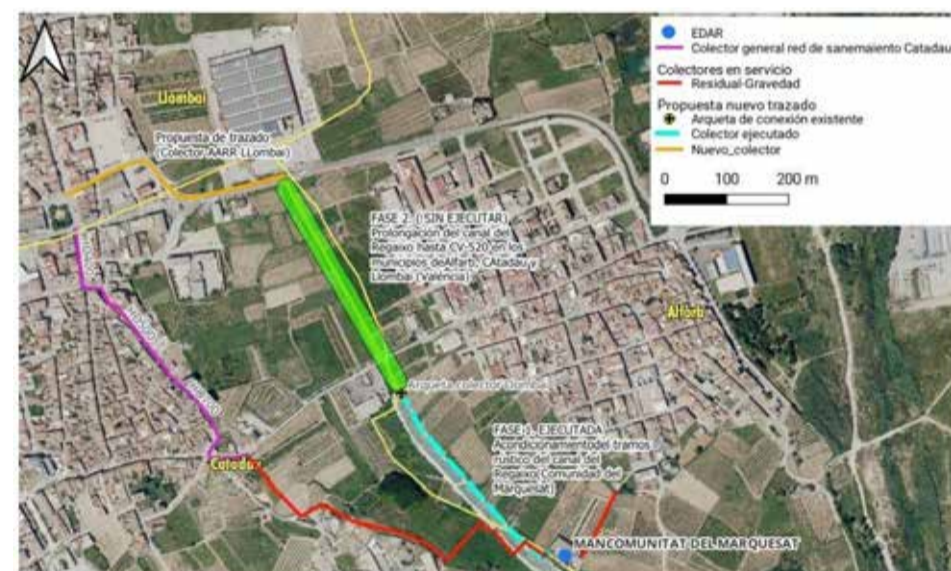 EDAR
Colector general red de sanemaiento Catadau
Colectores en servicio
Residual-Gravedad
Propuesta nuevo trazado
Arqueta de conexión existente
Colector ejecutado
Nuevo_colector
0 100 200 m
Llombai
Propuesta de trazado
(Colector AARR LLombai)
FASE 2. (SIN EJECUTAR)
Prolongación del canal del
Regaixo hasta CV-520 en los
municipios deAlfarb, CAtadau y
Llombai (València)
Alfarb
Arqueta colector Llombai
FASE 1. EJECUTADA
Acondicionamientodel tramos
rustico del canal del
Regaixo(Comunidad del
Marquesat)
Catadau
MANCOMUNITAT DEL MARQUESAT